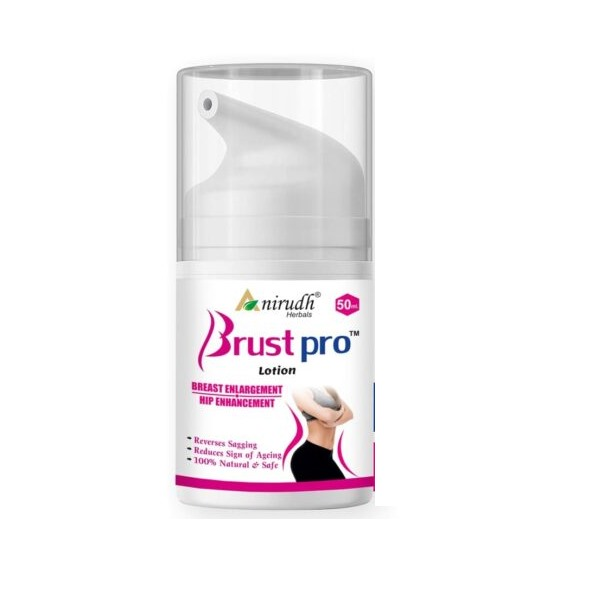 Anirudh®
Herbals
50ml
Brust pro™
Lotion
BREAST ENLARGEMENT
+
HIP ENHANCEMENT
Reverses Sagging
Reduces Sign of Ageing
100% Natural & Safe